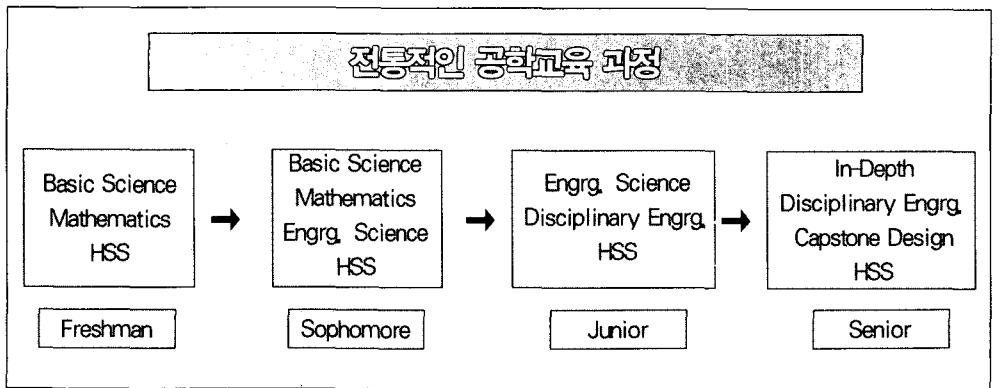 전통적인 공학교육 과정
Basic Science
Mathematics
HSS
Freshman
Basic Science
Mathematics
Engrg. Science
HSS
Sophomore
Engrg. Science
Disciplinary Engrg.
HSS
Junior
In-Depth
Disciplinary Engrg.
Capstone Design
HSS
Senior